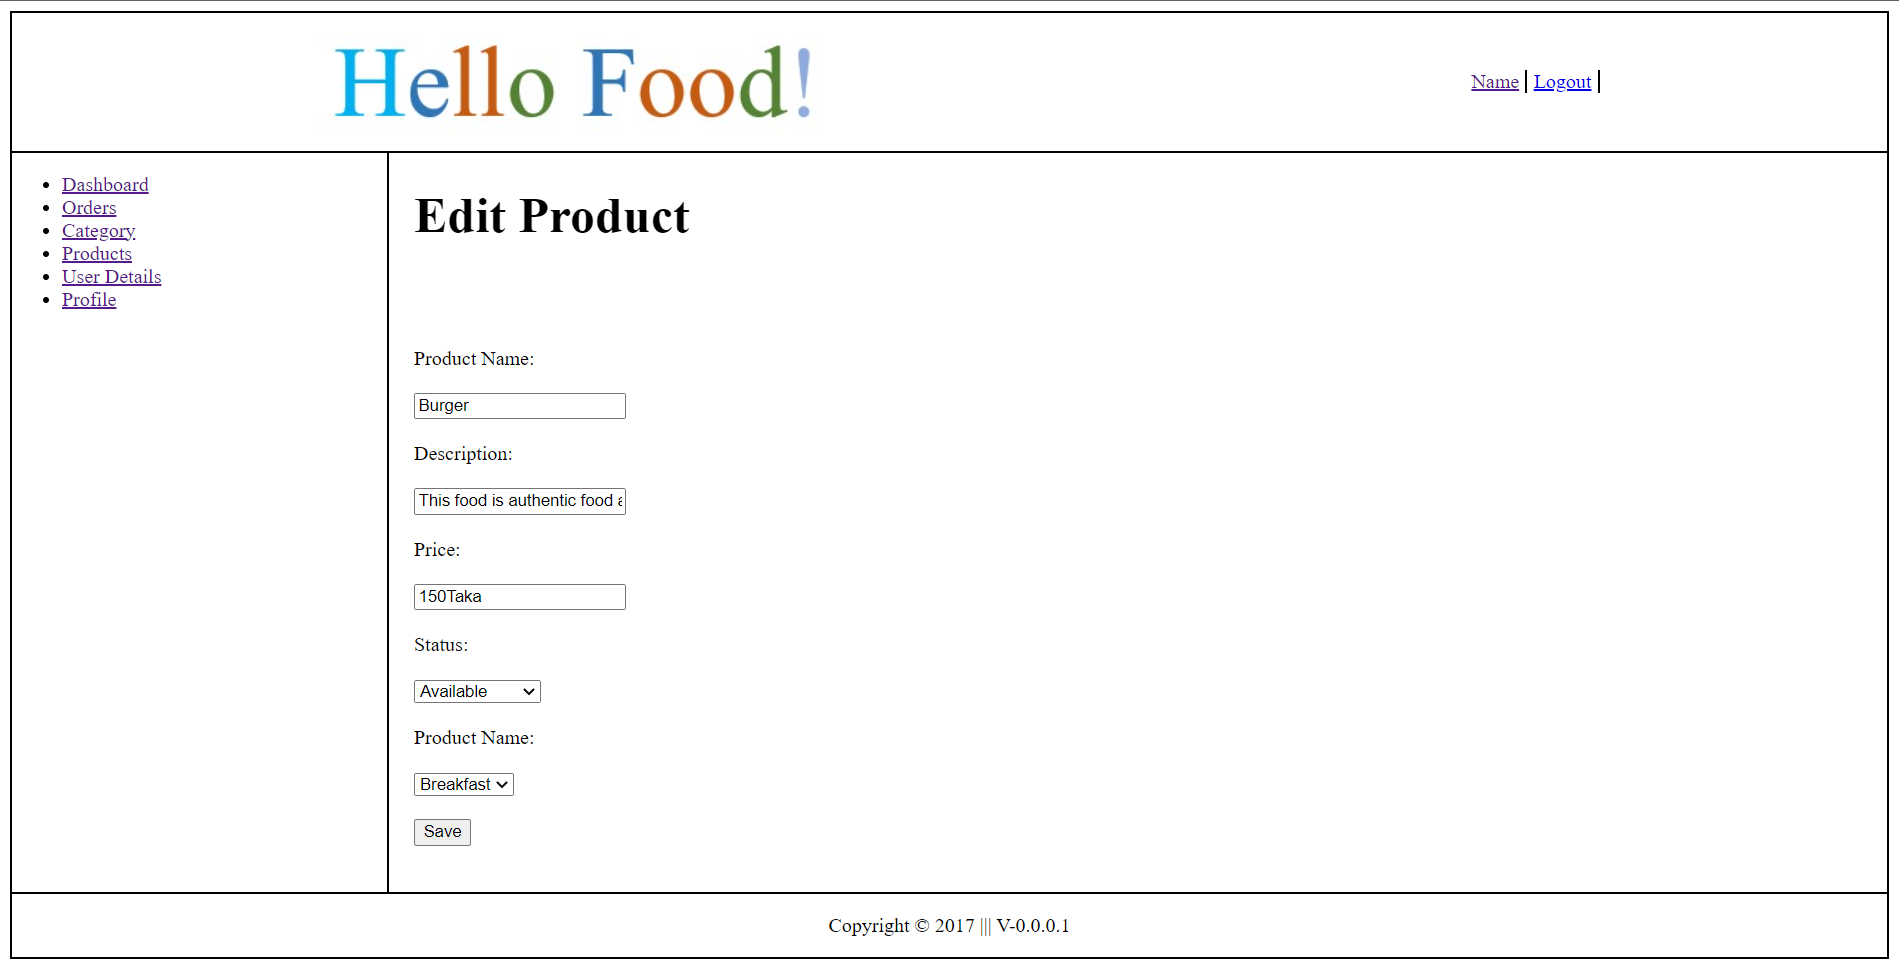 Hello Food!
Name | Logout |
Dashboard
Orders
Category
Products
User Details
Profile
Edit Product
Product Name:
Burger
Description:
This food is authentic food
Price:
150Taka
Status:
Available
Product Name:
Breakfast
Save
Copyright © 2017 ||| V-0.0.0.1